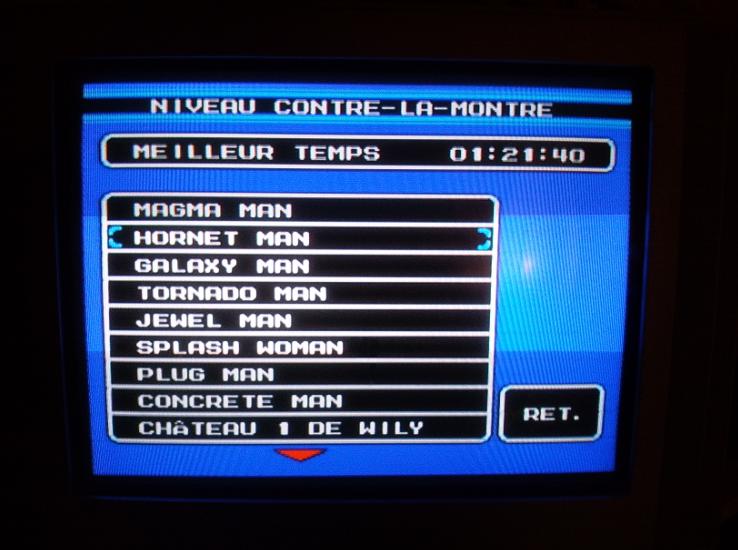 NIVEAU CONTRE-LA-MONTRE
MEILLEUR TEMPS 01:21:40
MAGMA MAN
HORNET MAN
GALAXY MAN
TORNADO MAN
JEWEL MAN
SPLASH WOMAN
PLUG MAN
CONCRETE MAN
CHÂTEAU 1 DE WILY
RET.